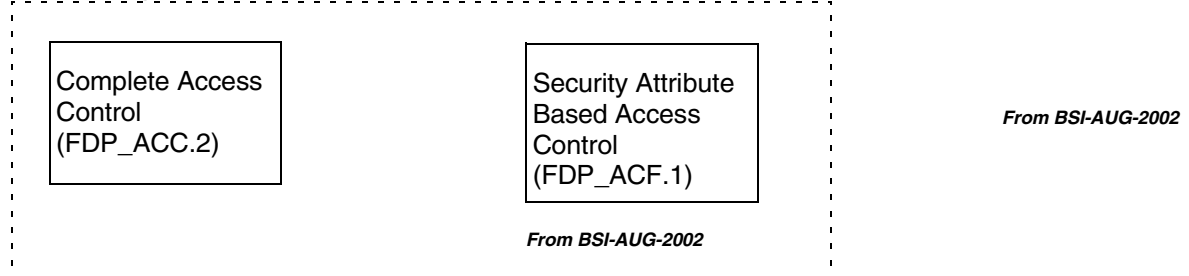 Complete Access
Control
(FDP_ACC.2)
Security Attribute
Based Access
Control
(FDP_ACF.1)
From BSI-AUG-2002
From BSI-AUG-2002